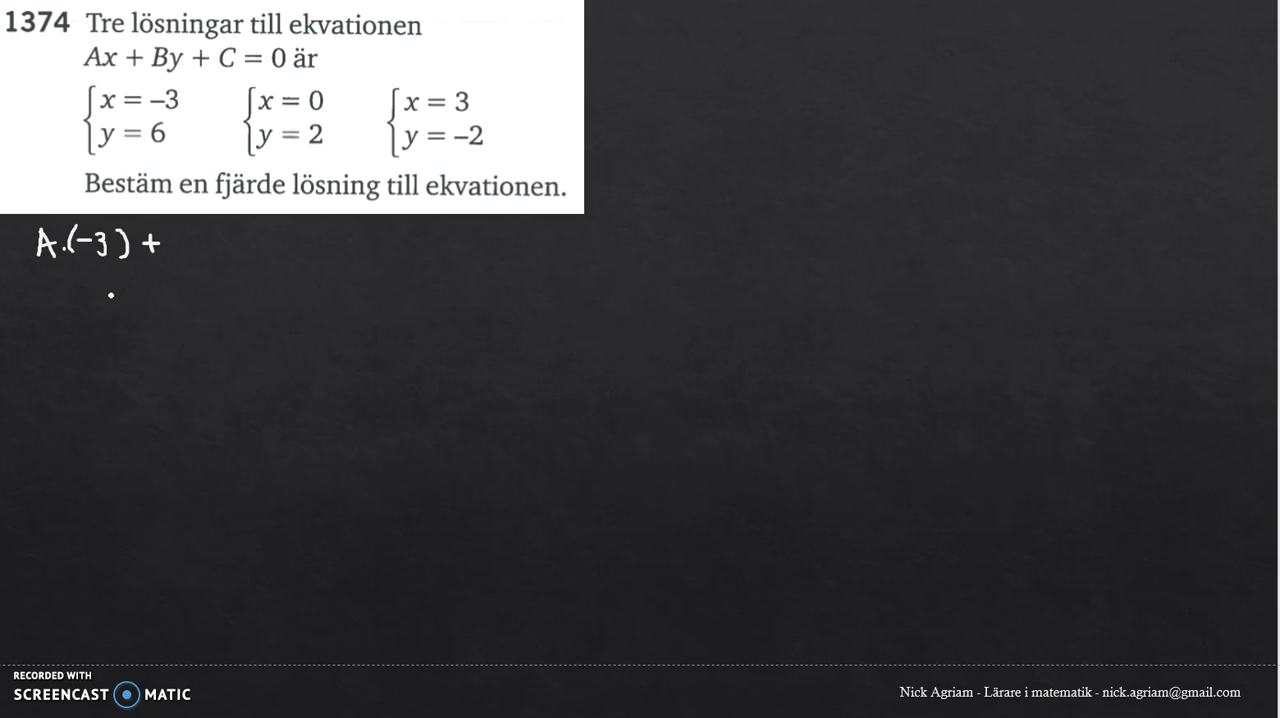 1374 Tre lösningar till ekvationen
Ax + By + C = 0 är
x = –3 x = 0 x = 3
y = 6 y = 2 y = –2
Bestäm en fjärde lösning till ekvationen.
A·(-3) +
RECORDED WITH
SCREENCAST MATIC
Nick Agriam - Lärare i matematik - nick.agriam@gmail.com